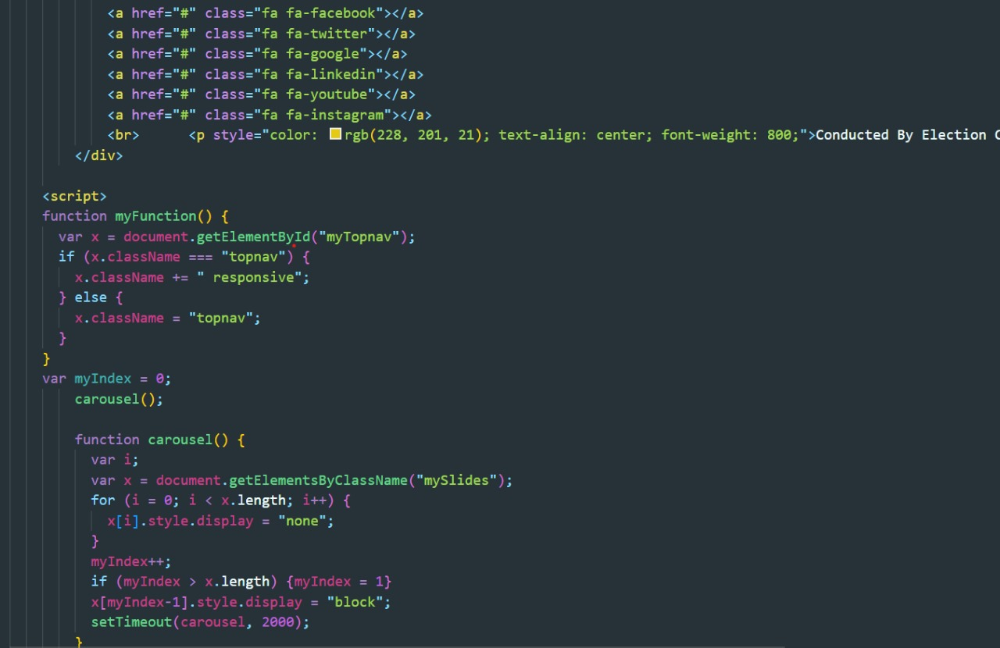 <a href="#" class="fa fa-facebook"></a>
<a href="#" class="fa fa-twitter"></a>
<a href="#" class="fa fa-google"></a>
<a href="#" class="fa fa-linkedin"></a>
<a href="#" class="fa fa-youtube"></a>
<a href="#" class="fa fa-instagram"></a>
<br>      <p style="color: rgb(228, 201, 21); text-align: center; font-weight: 800;">Conducted By Election
</div>
<script>
function myFunction() {
  var x = document.getElementById("myTopnav");
  if (x.className === "topnav") {
    x.className += " responsive";
  } else {
    x.className = "topnav";
  }
}
var myIndex = 0;
    carousel();
    function carousel() {
      var i;
      var x = document.getElementsByClassName("mySlides");
      for (i = 0; i < x.length; i++) {
        x[i].style.display = "none";
      }
      myIndex++;
      if (myIndex > x.length) {myIndex = 1}
      x[myIndex-1].style.display = "block";
      setTimeout(carousel, 2000);
    }